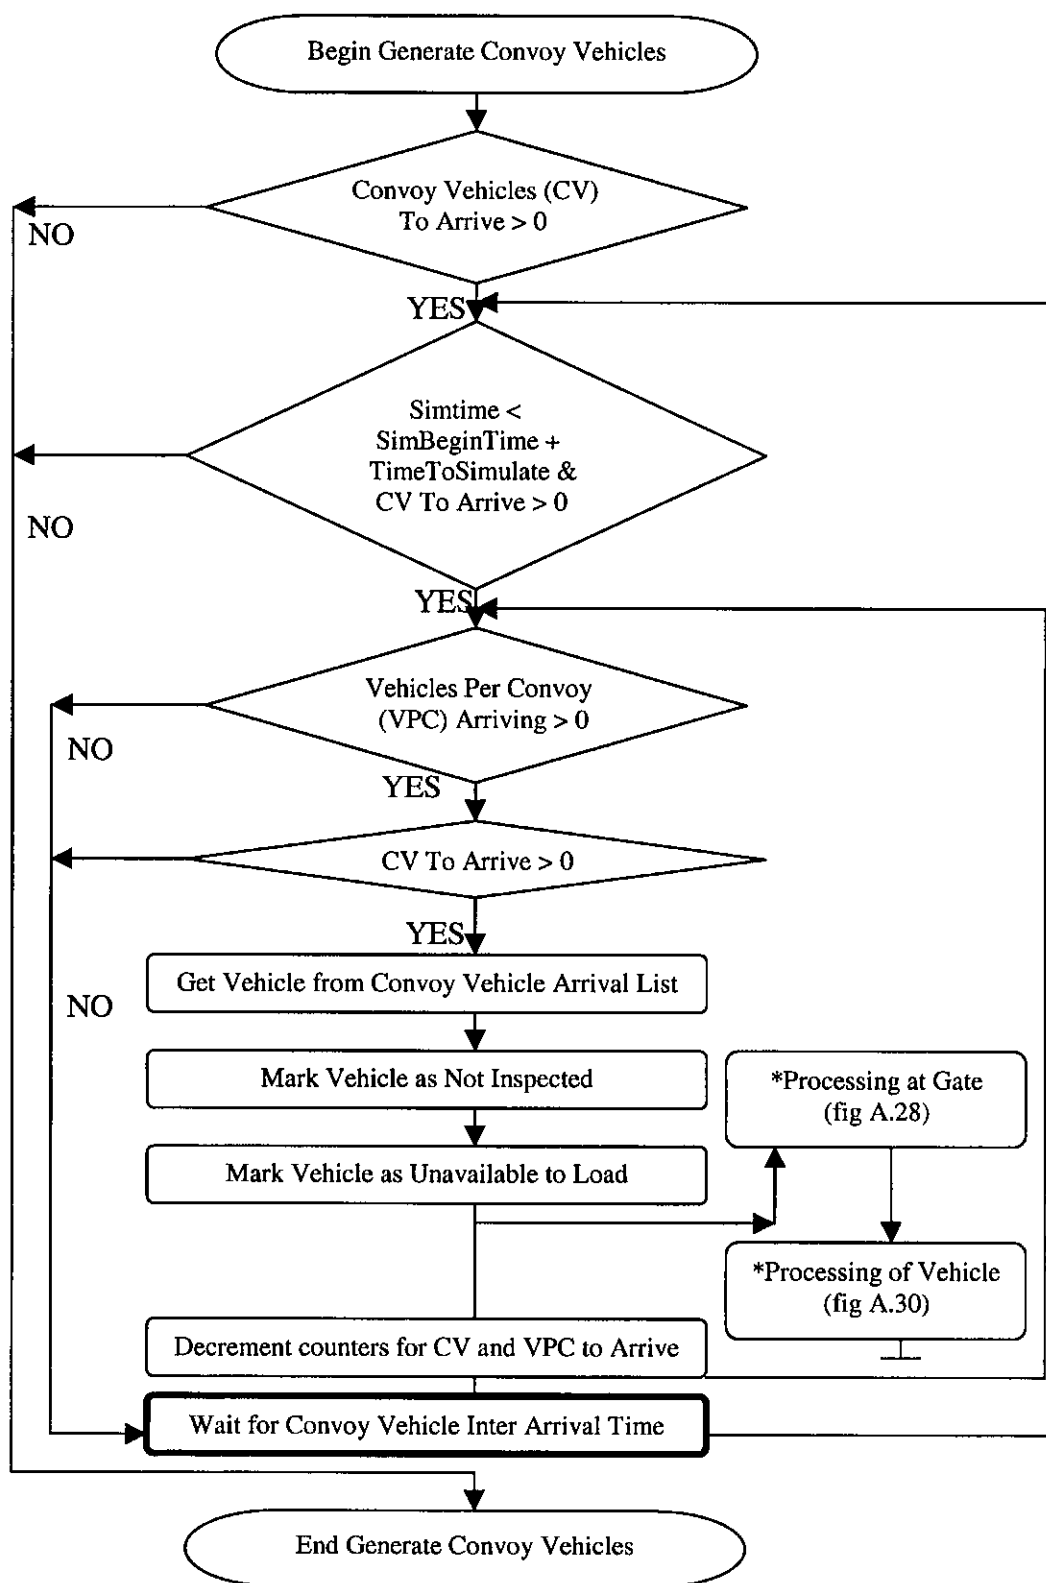 Begin Generate Convoy Vehicles
Convoy Vehicles (CV)
To Arrive > 0
NO
YES
Simtime <
SimBeginTime +
TimeToSimulate &
CV To Arrive > 0
NO
YES
Vehicles Per Convoy
(VPC) Arriving > 0
NO
YES
CV To Arrive > 0
YES
Get Vehicle from Convoy Vehicle Arrival List
NO
Mark Vehicle as Not Inspected
*Processing at Gate
(fig A.28)
Mark Vehicle as Unavailable to Load
*Processing of Vehicle
(fig A.30)
Decrement counters for CV and VPC to Arrive
Wait for Convoy Vehicle Inter Arrival Time
End Generate Convoy Vehicles